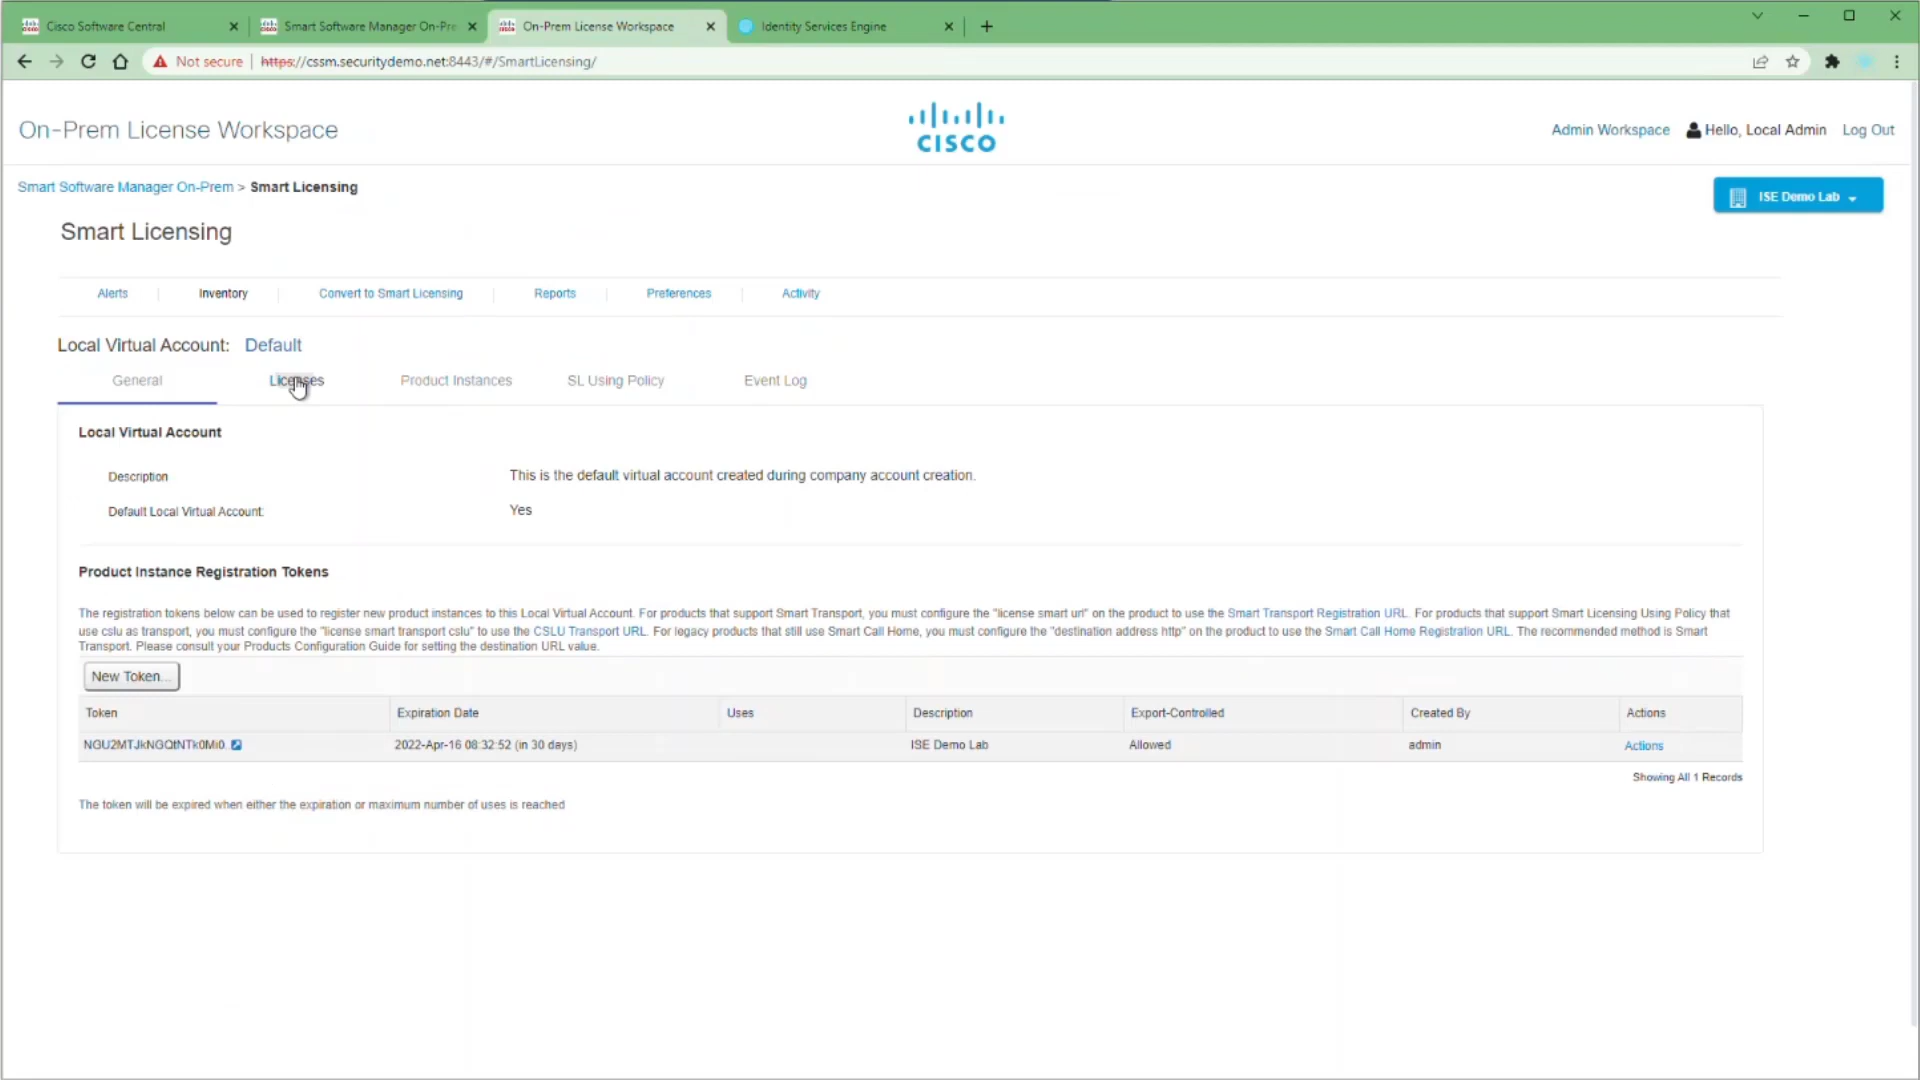 Cisco Software Central
Smart Software Manager On-Pre
On-Prem License Workspace
Identity Services Engine
Not secure | https://cssm.securitydemo.net:8443/#/SmartLicensing/
On-Prem License Workspace
CISCO
Admin Workspace Hello, Local Admin Log Out
Smart Software Manager On-Prem > Smart Licensing
ISE Demo Lab
Smart Licensing
Alerts | Inventory | Convert to Smart Licensing | Reports | Preferences | Activity
Local Virtual Account: Default
General Licenses Product Instances SL Using Policy Event Log
Local Virtual Account
Description This is the default virtual account created during company account creation.
Default Local Virtual Account: Yes
Product Instance Registration Tokens
The registration tokens below can be used to register new product instances to this Local Virtual Account. For products that support Smart Transport, you must configure the "license smart url" on the product to use the Smart Transport Registration URL. For products that support Smart Licensing Using Policy that
use cslu as transport, you must configure the "license smart transport cslu" to use the CSLU Transport URL. For legacy products that still use Smart Call Home, you must configure the "destination address http" on the product to use the Smart Call Home Registration URL. The recommended method is Smart
Transport. Please consult your Products Configuration Guide for setting the destination URL value.
New Token...
Token Expiration Date Uses Description Export-Controlled Created By Actions
NGU2MTJkNGQtNTk0Mi0. 2022-Apr-16 08:32:52 (in 30 days) ISE Demo Lab Allowed admin Actions
Showing All 1 Records
The token will be expired when either the expiration or maximum number of uses is reached